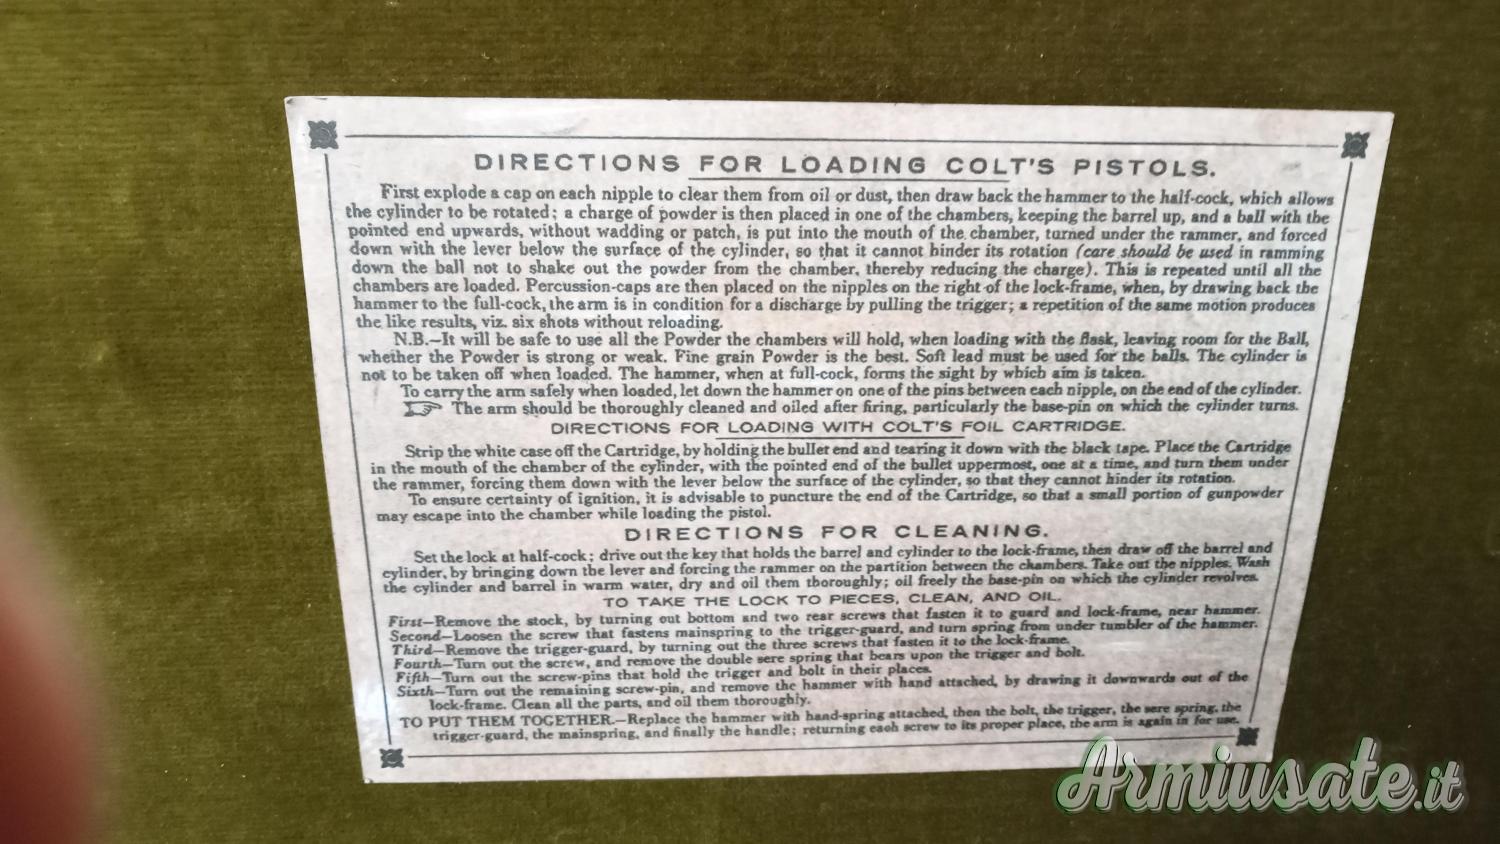 DIRECTIONS FOR LOADING COLT'S PISTOLS.
First explode a cap on each nipple to clear them from oil or dust, then draw back the hammer to the half-cock, which allows
the cylinder to be rotated; a charge of powder is then placed in one of the chambers, keeping the barrel up, and a ball with the
pointed end upwards, without wadding or patch, is put into the mouth of the chamber, turned under the rammer, and forced
down with the lever below the surface of the cylinder, so that it cannot hinder its rotation (care should be used in ramming
down the ball not to shake out the powder from the chamber, thereby reducing the charge). This is repeated until all the
chambers are loaded. Percussion-caps are then placed on the nipples on the right of the lock-frame, when, by drawing back the
hammer to the full-cock, the arm is in condition for a discharge by pulling the trigger; a repetition of the same motion produces
the like results, viz. six shots without reloading.
N.B.—It will be safe to use all the Powder the chambers will hold, when loading with the flask, leaving room for the Ball,
whether the Powder is strong or weak. Fine grain Powder is the best. Soft lead must be used for the balls. The cylinder is
not to be taken off when loaded. The hammer, when at full-cock, forms the sight by which aim is taken.
To carry the arm safely when loaded, let down the hammer on one of the pins between each nipple, on the end of the cylinder.
☞ The arm should be thoroughly cleaned and oiled after firing, particularly the base-pin on which the cylinder turns.
DIRECTIONS FOR LOADING WITH COLT'S FOIL CARTRIDGE.
Strip the white case off the Cartridge, by holding the bullet end and tearing it down with the black tape. Place the Cartridge
in the mouth of the chamber of the cylinder, with the pointed end of the bullet uppermost, one at a time, and turn them under
the rammer, forcing them down with the lever below the surface of the cylinder, so that they cannot hinder its rotation.
To ensure certainty of ignition, it is advisable to puncture the end of the Cartridge, so that a small portion of gunpowder
may escape into the chamber while loading the pistol.
DIRECTIONS FOR CLEANING.
Set the lock at half-cock; drive out the key that holds the barrel and cylinder to the lock-frame, then draw off the barrel and
cylinder, by bringing down the lever and forcing the rammer on the partition between the chambers. Take out the nipples. Wash
the cylinder and barrel in warm water, dry and oil them thoroughly; oil freely the base-pin on which the cylinder revolves.
TO TAKE THE LOCK TO PIECES, CLEAN, AND OIL.
First—Remove the stock, by turning out bottom and two rear screws that fasten it to guard and lock-frame, near hammer.
Second—Loosen the screw that fastens mainspring to the trigger-guard, and turn spring from under tumbler of the hammer.
Third—Remove the trigger-guard, by turning out the three screws that fasten it to the lock-frame.
Fourth—Turn out the screw, and remove the double sere spring that bears upon the trigger and bolt.
Fifth—Turn out the screw-pins that hold the trigger and bolt in their places.
Sixth—Turn out the remaining screw-pin, and remove the hammer with hand attached, by drawing it downwards out of the
lock-frame. Clean all the parts, and oil them thoroughly.
TO PUT THEM TOGETHER.—Replace the hammer with hand-spring attached, then the bolt, the trigger, the sere spring, the
trigger-guard, the mainspring, and finally the handle; returning each screw to its proper place, the arm is again in for use.
Armiusate.it